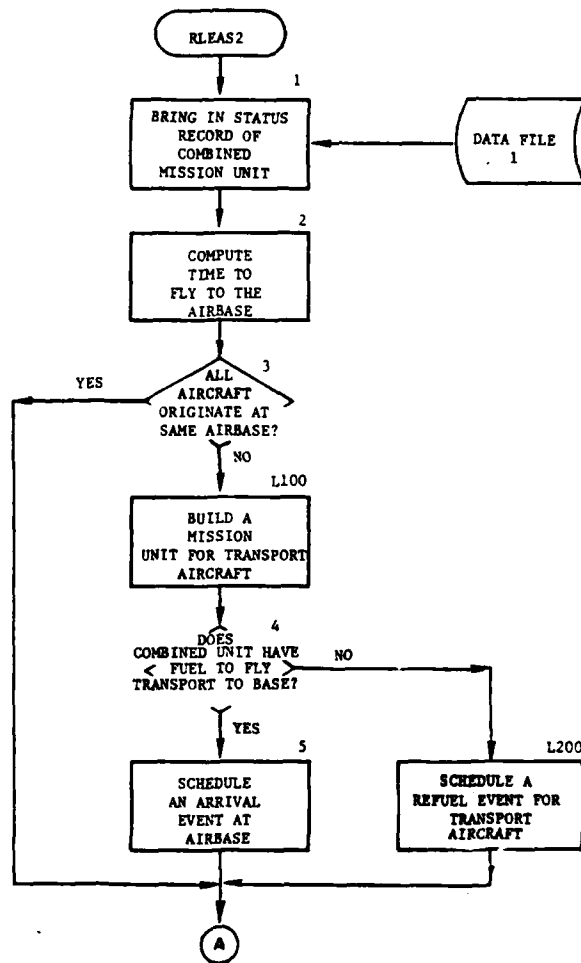 RLEAS2
1
BRING IN STATUS
RECORD OF
COMBINED
MISSION UNIT
DATA FILE
1
2
COMPUTE
TIME TO
FLY TO THE
AIRBASE
3
YES
ALL
AIRCRAFT
ORIGINATE AT
SAME AIRBASE?
NO
L100
BUILD A
MISSION
UNIT FOR TRANSPORT
AIRCRAFT
4
DOES
COMBINED UNIT HAVE
FUEL TO FLY
TRANSPORT TO BASE?
NO
YES
5
SCHEDULE
AN ARRIVAL
EVENT AT
AIRBASE
L200
SCHEDULE A
REFUEL EVENT FOR
TRANSPORT
AIRCRAFT
A